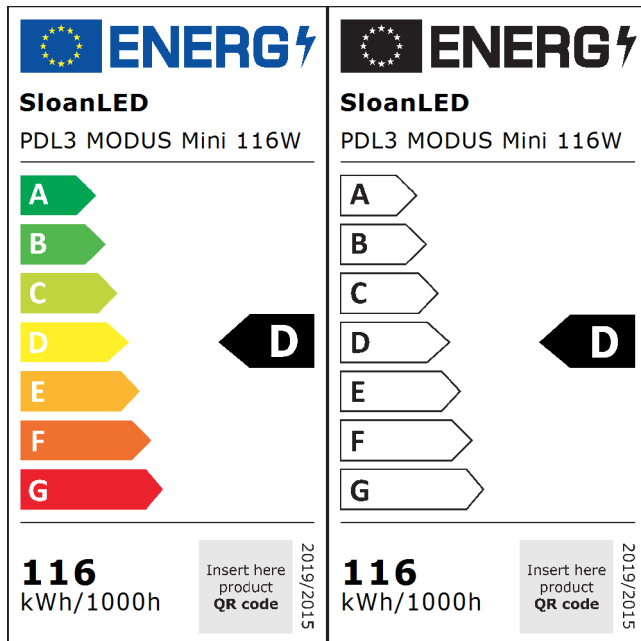 ENERG
SloanLED
PDL3 MODUS Mini 116W
A
B
C
D
D
E
F
G
116
kWh/1000h
Insert here
product
QR code
2019/2015
ENERG
SloanLED
PDL3 MODUS Mini 116W
A
B
C
D
D
E
F
G
116
kWh/1000h
Insert here
product
QR code
2019/2015